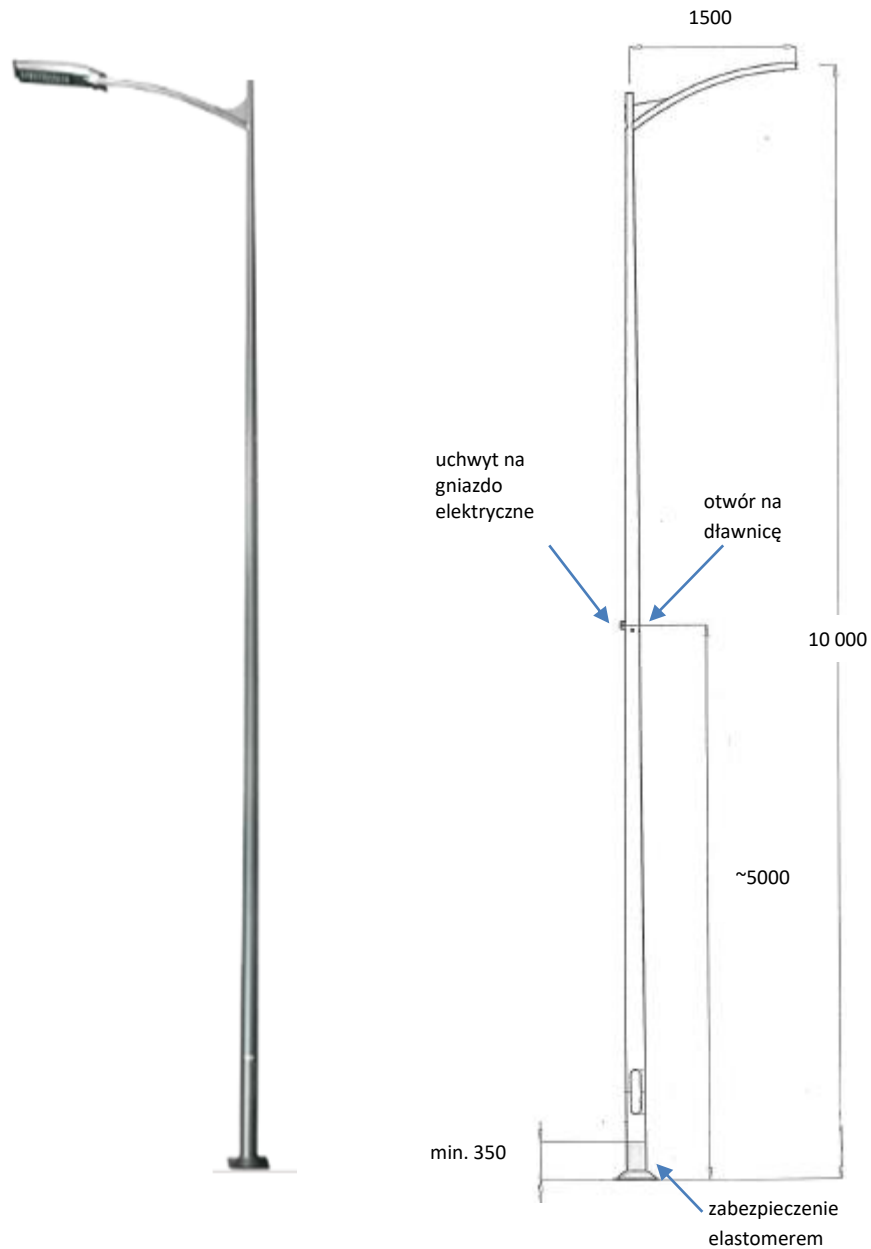 1500
uchwyt na
gniazdo
elektryczne
otwór na
dławnicę
10 000
~5000
min. 350
zabezpieczenie
elastomerem